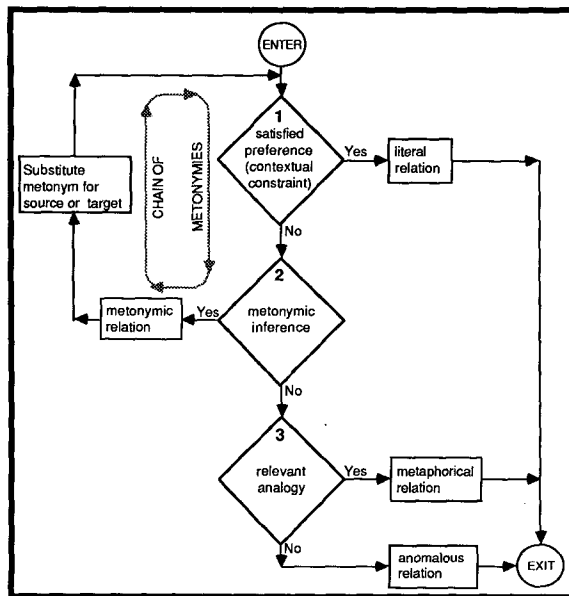 ENTER
1
satisfied
preference
(contextual
constraint)
Yes
literal
relation
No
Substitute
metonym for
source or target
CHAIN OF
METONYMIES
2
metonymic
inference
Yes
metonymic
relation
No
3
relevant
analogy
Yes
metaphorical
relation
No
anomalous
relation
EXIT